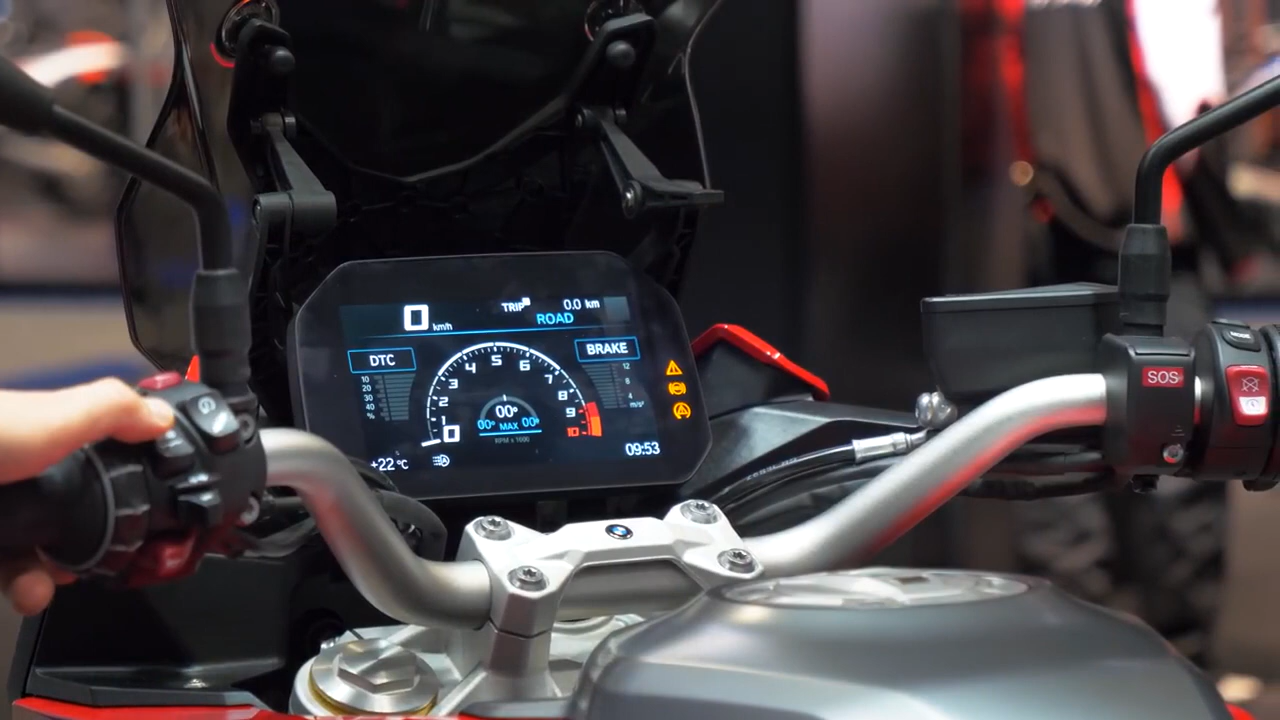 0 km/h
TRIP 0.0 km
ROAD
DTC
BRAKE
10
20
30
40
%
12
8
4
m/s²
0 1 2 3 4 5 6 7 8 9 10
00°
00° MAX 00°
RPM x 1000
+22 °C
09:53
SOS